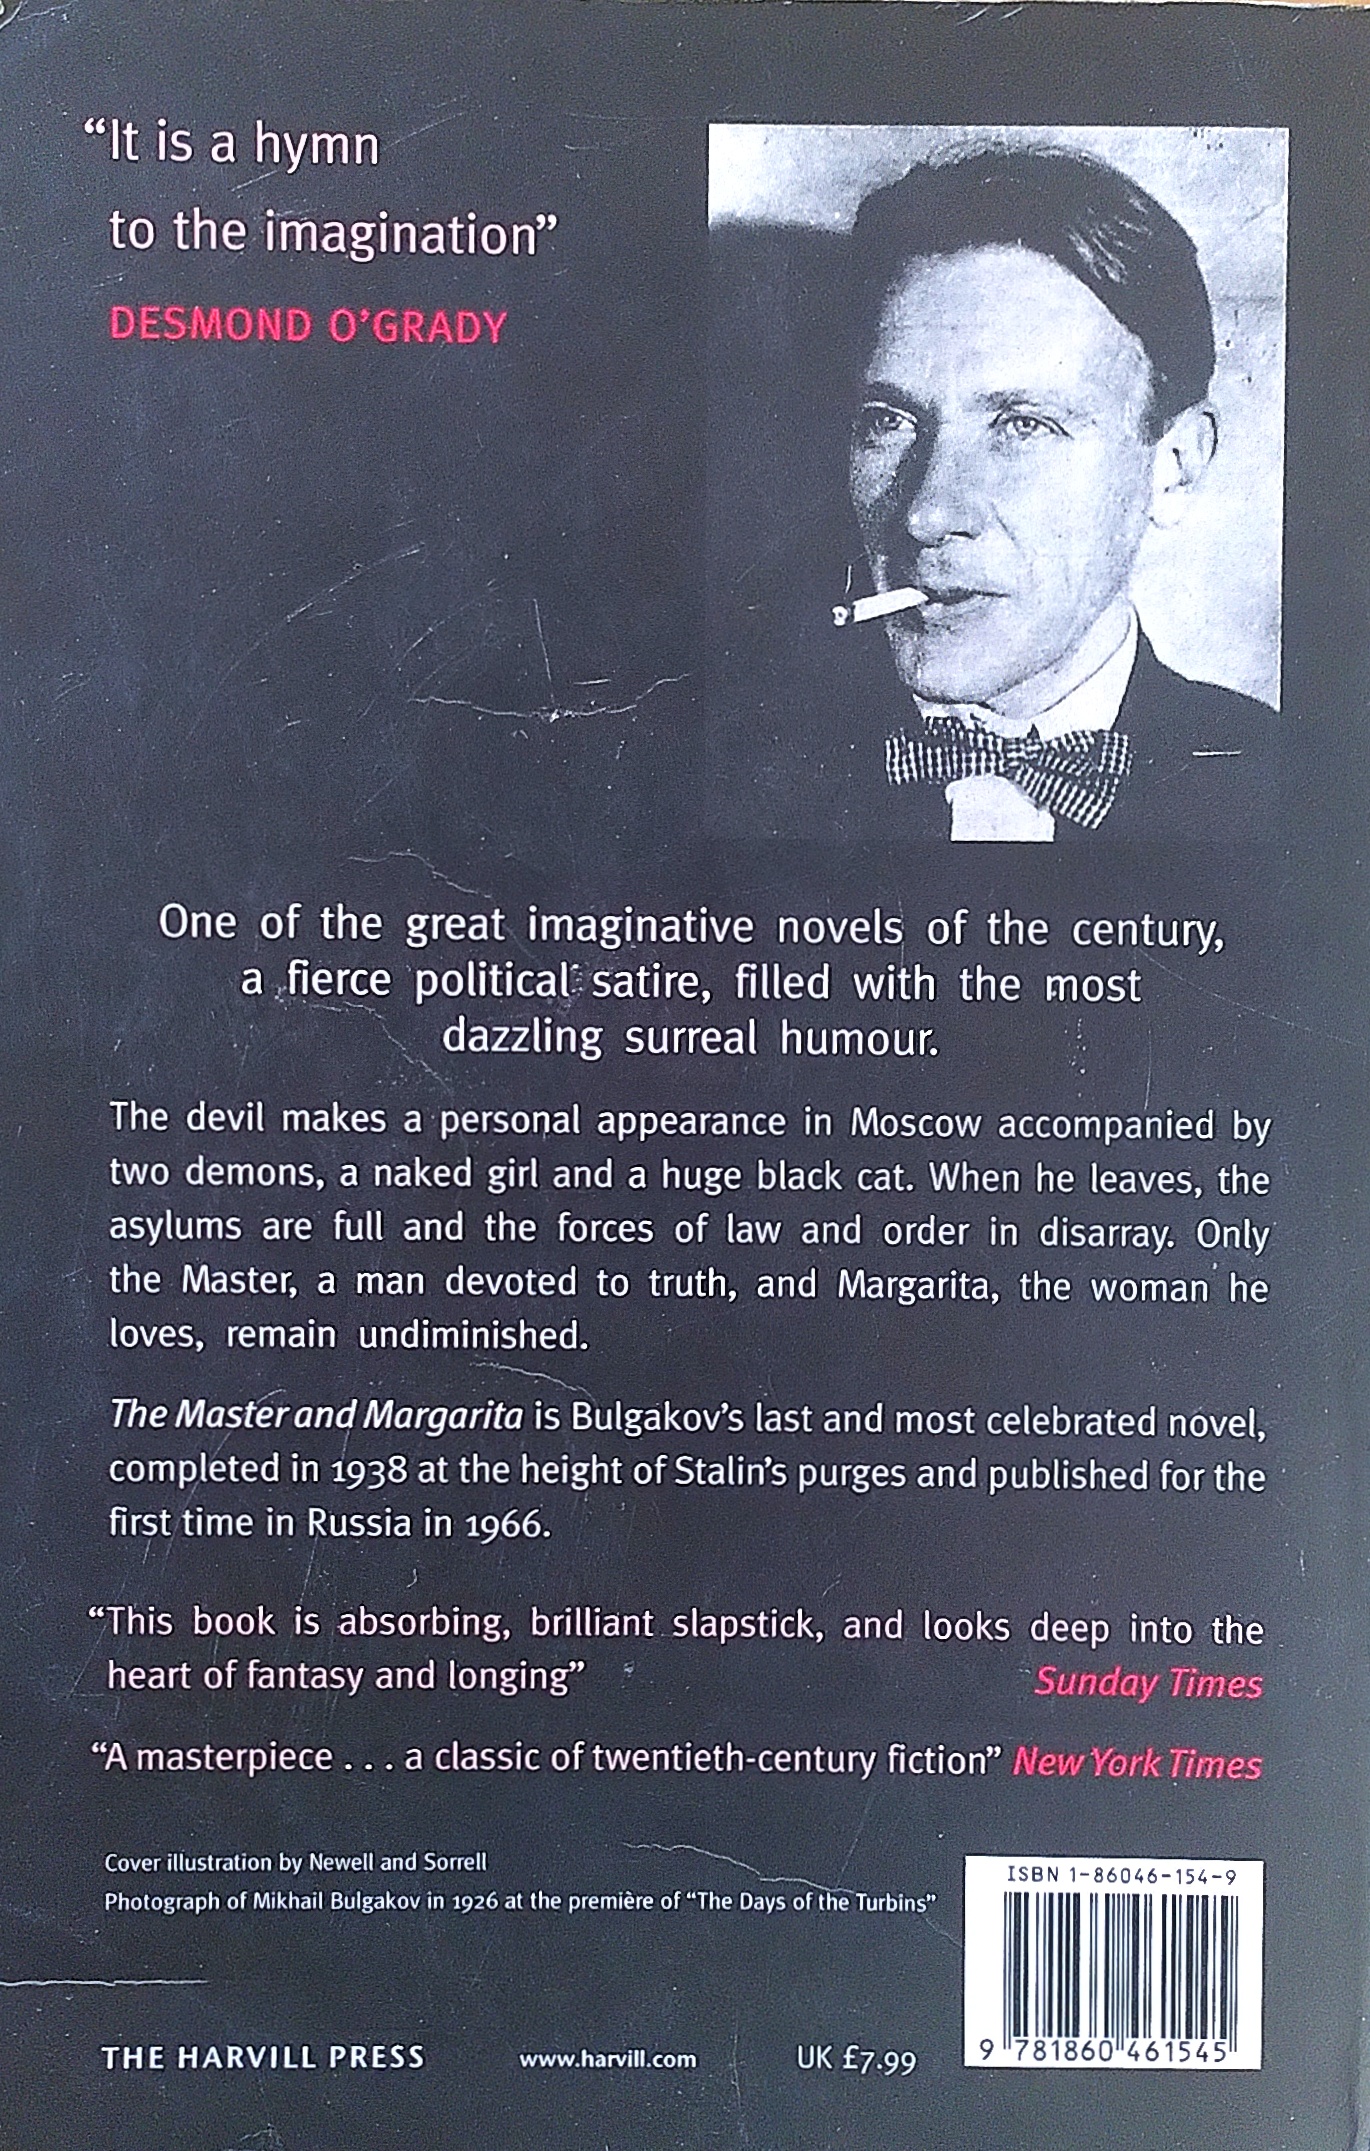 “It is a hymn
to the imagination”
DESMOND O’GRADY
One of the great imaginative novels of the century,
a fierce political satire, filled with the most
dazzling surreal humour.
The devil makes a personal appearance in Moscow accompanied by
two demons, a naked girl and a huge black cat. When he leaves, the
asylums are full and the forces of law and order in disarray. Only
the Master, a man devoted to truth, and Margarita, the woman he
loves, remain undiminished.
The Master and Margarita is Bulgakov’s last and most celebrated novel,
completed in 1938 at the height of Stalin’s purges and published for the
first time in Russia in 1966.
“This book is absorbing, brilliant slapstick, and looks deep into the
heart of fantasy and longing” Sunday Times
“A masterpiece . . . a classic of twentieth-century fiction” New York Times
Cover illustration by Newell and Sorrell
Photograph of Mikhail Bulgakov in 1926 at the première of “The Days of the Turbins”
ISBN 1-86046-154-9
9 781860 461545
THE HARVILL PRESS www.harvill.com UK £7.99